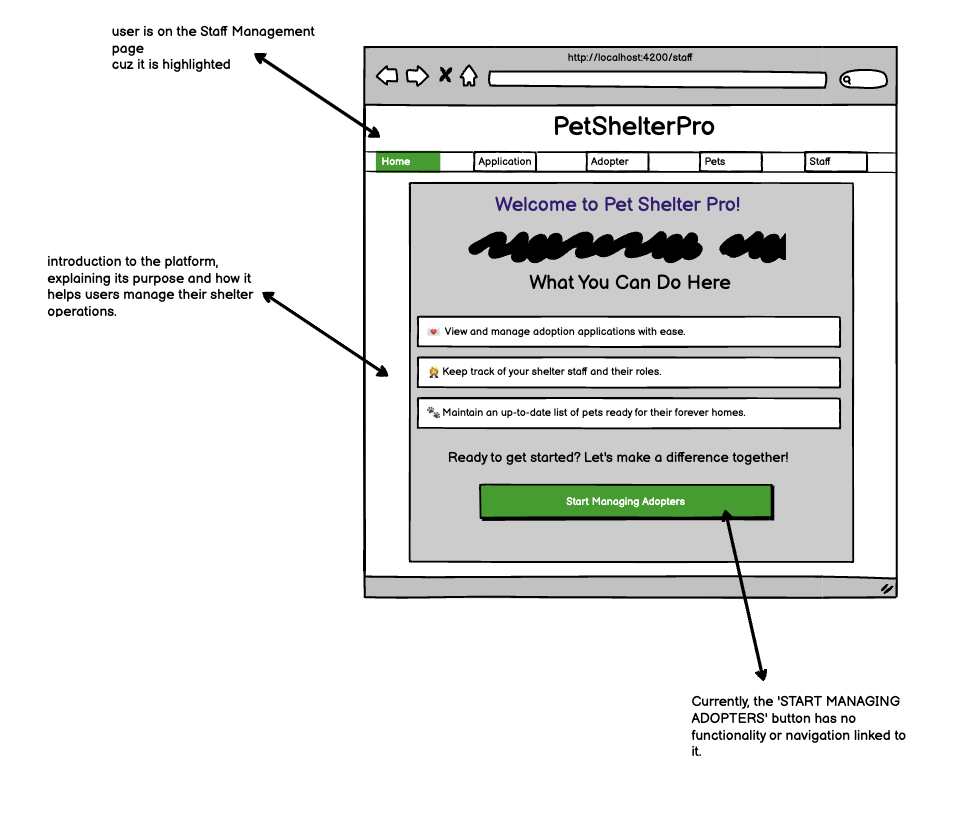 user is on the Staff Management
page
cuz it is highlighted
http://localhost:4200/staff
PetShelterPro
Home
Application
Adopter
Pets
Staff
Welcome to Pet Shelter Pro!
What You Can Do Here
introduction to the platform,
explaining its purpose and how it
helps users manage their shelter
operations.
💌 View and manage adoption applications with ease.
Keep track of your shelter staff and their roles.
🐾 Maintain an up-to-date list of pets ready for their forever homes.
Ready to get started? Let's make a difference together!
Start Managing Adopters
Currently, the 'START MANAGING
ADOPTERS' button has no
functionality or navigation linked to
it.